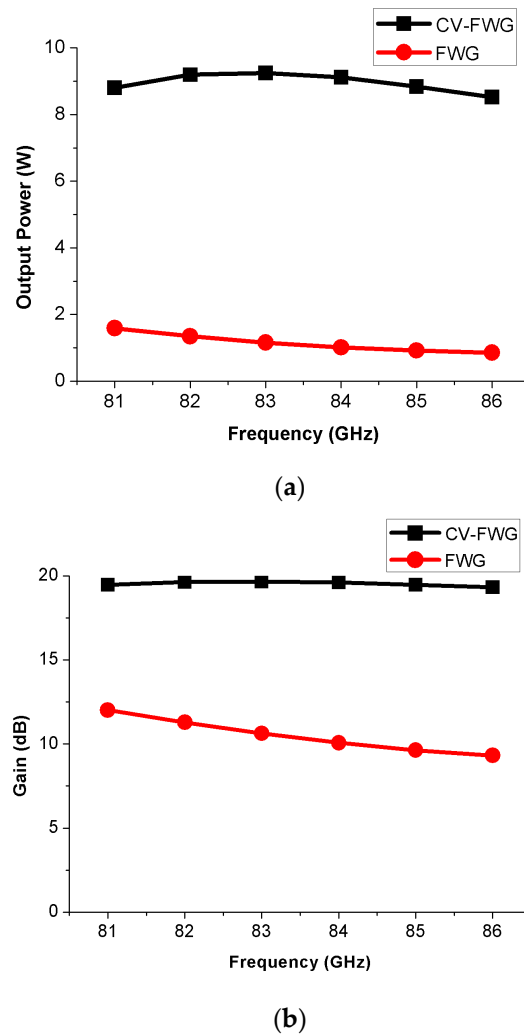 CV-FWG
FWG
10
8
6
4
2
0
Output Power (W)
81 82 83 84 85 86
Frequency (GHz)
(a)
CV-FWG
FWG
20
15
10
5
0
Gain (dB)
81 82 83 84 85 86
Frequency (GHz)
(b)